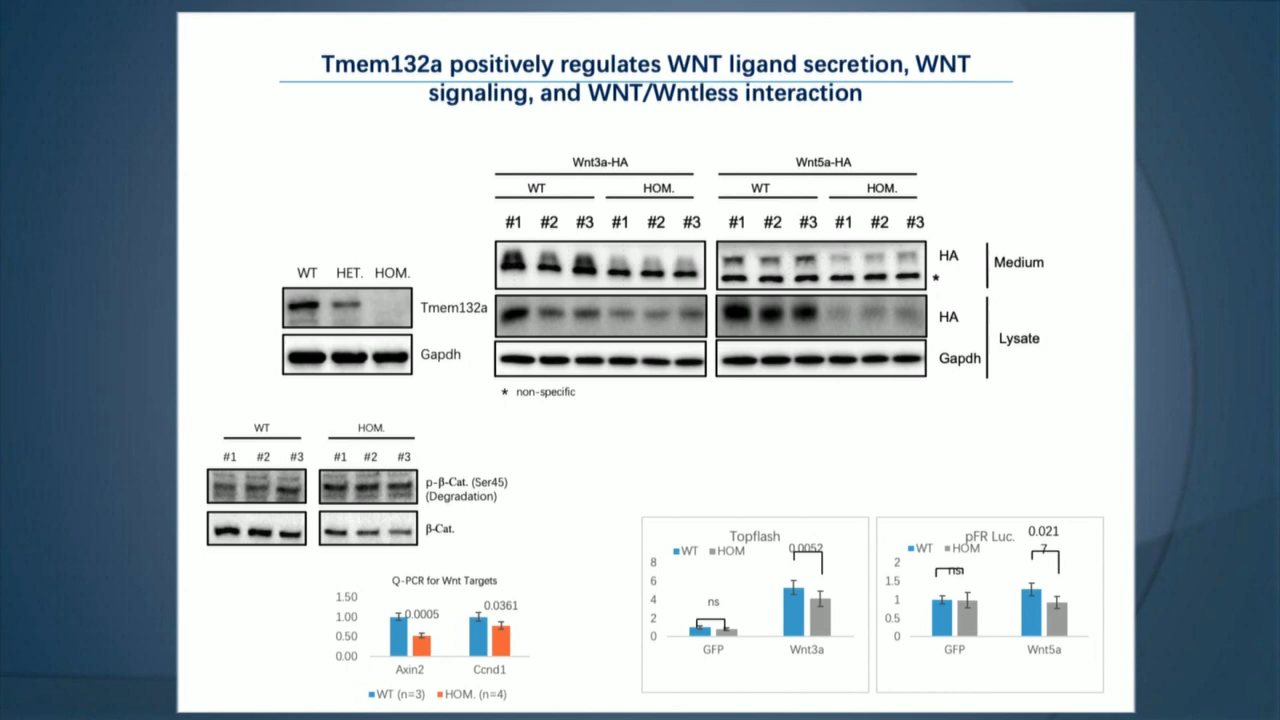 Tmem132a positively regulates WNT ligand secretion, WNT
signaling, and WNT/Wntless interaction
Wnt3a-HA
Wnt5a-HA
WT
HOM.
WT
HOM.
#1 #2 #3 #1 #2 #3
#1 #2 #3 #1 #2 #3
HA
*
Medium
HA
Lysate
Gapdh
* non-specific
WT HET. HOM.
Tmem132a
Gapdh
WT
HOM.
#1 #2 #3
#1 #2 #3
p-β-Cat. (Ser45)
(Degradation)
β-Cat.
Q-PCR for Wnt Targets
1.50
1.00
0.50
0.00
0.0005
0.0361
Axin2
Ccnd1
WT (n=3) HOM. (n=4)
Topflash
WT HOM
0.0052
8
6
4
2
0
ns
GFP
Wnt3a
pFR Luc.
WT HOM
0.021
7
2
1.5
1
0.5
0
ns
GFP
Wnt5a